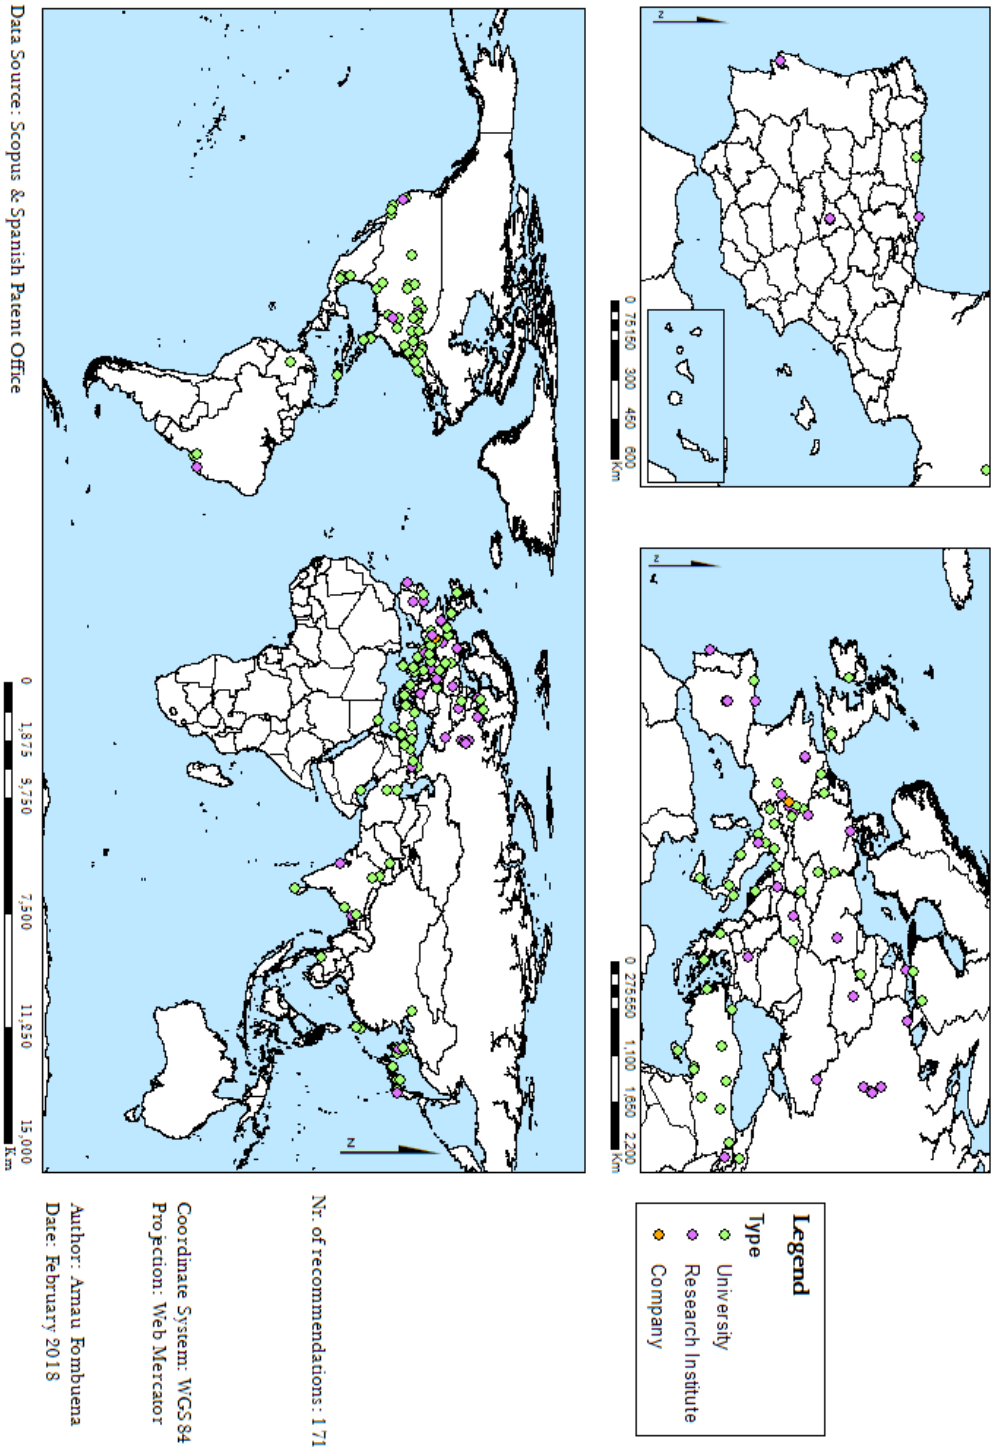 N
0 75 150 300 450 600
Km
N
0 275 550 1,100 1,650 2,200
Km
Legend
Type
University
Research Institute
Company
N
0 1,875 3,750 7,500 11,250 15,000
Km
Nr. of recommendations: 171
Coordinate System: WGS84
Projection: Web Mercator
Author: Arnau Fombuena
Date: February 2018
Data Source: Scopus & Spanish Patent Office